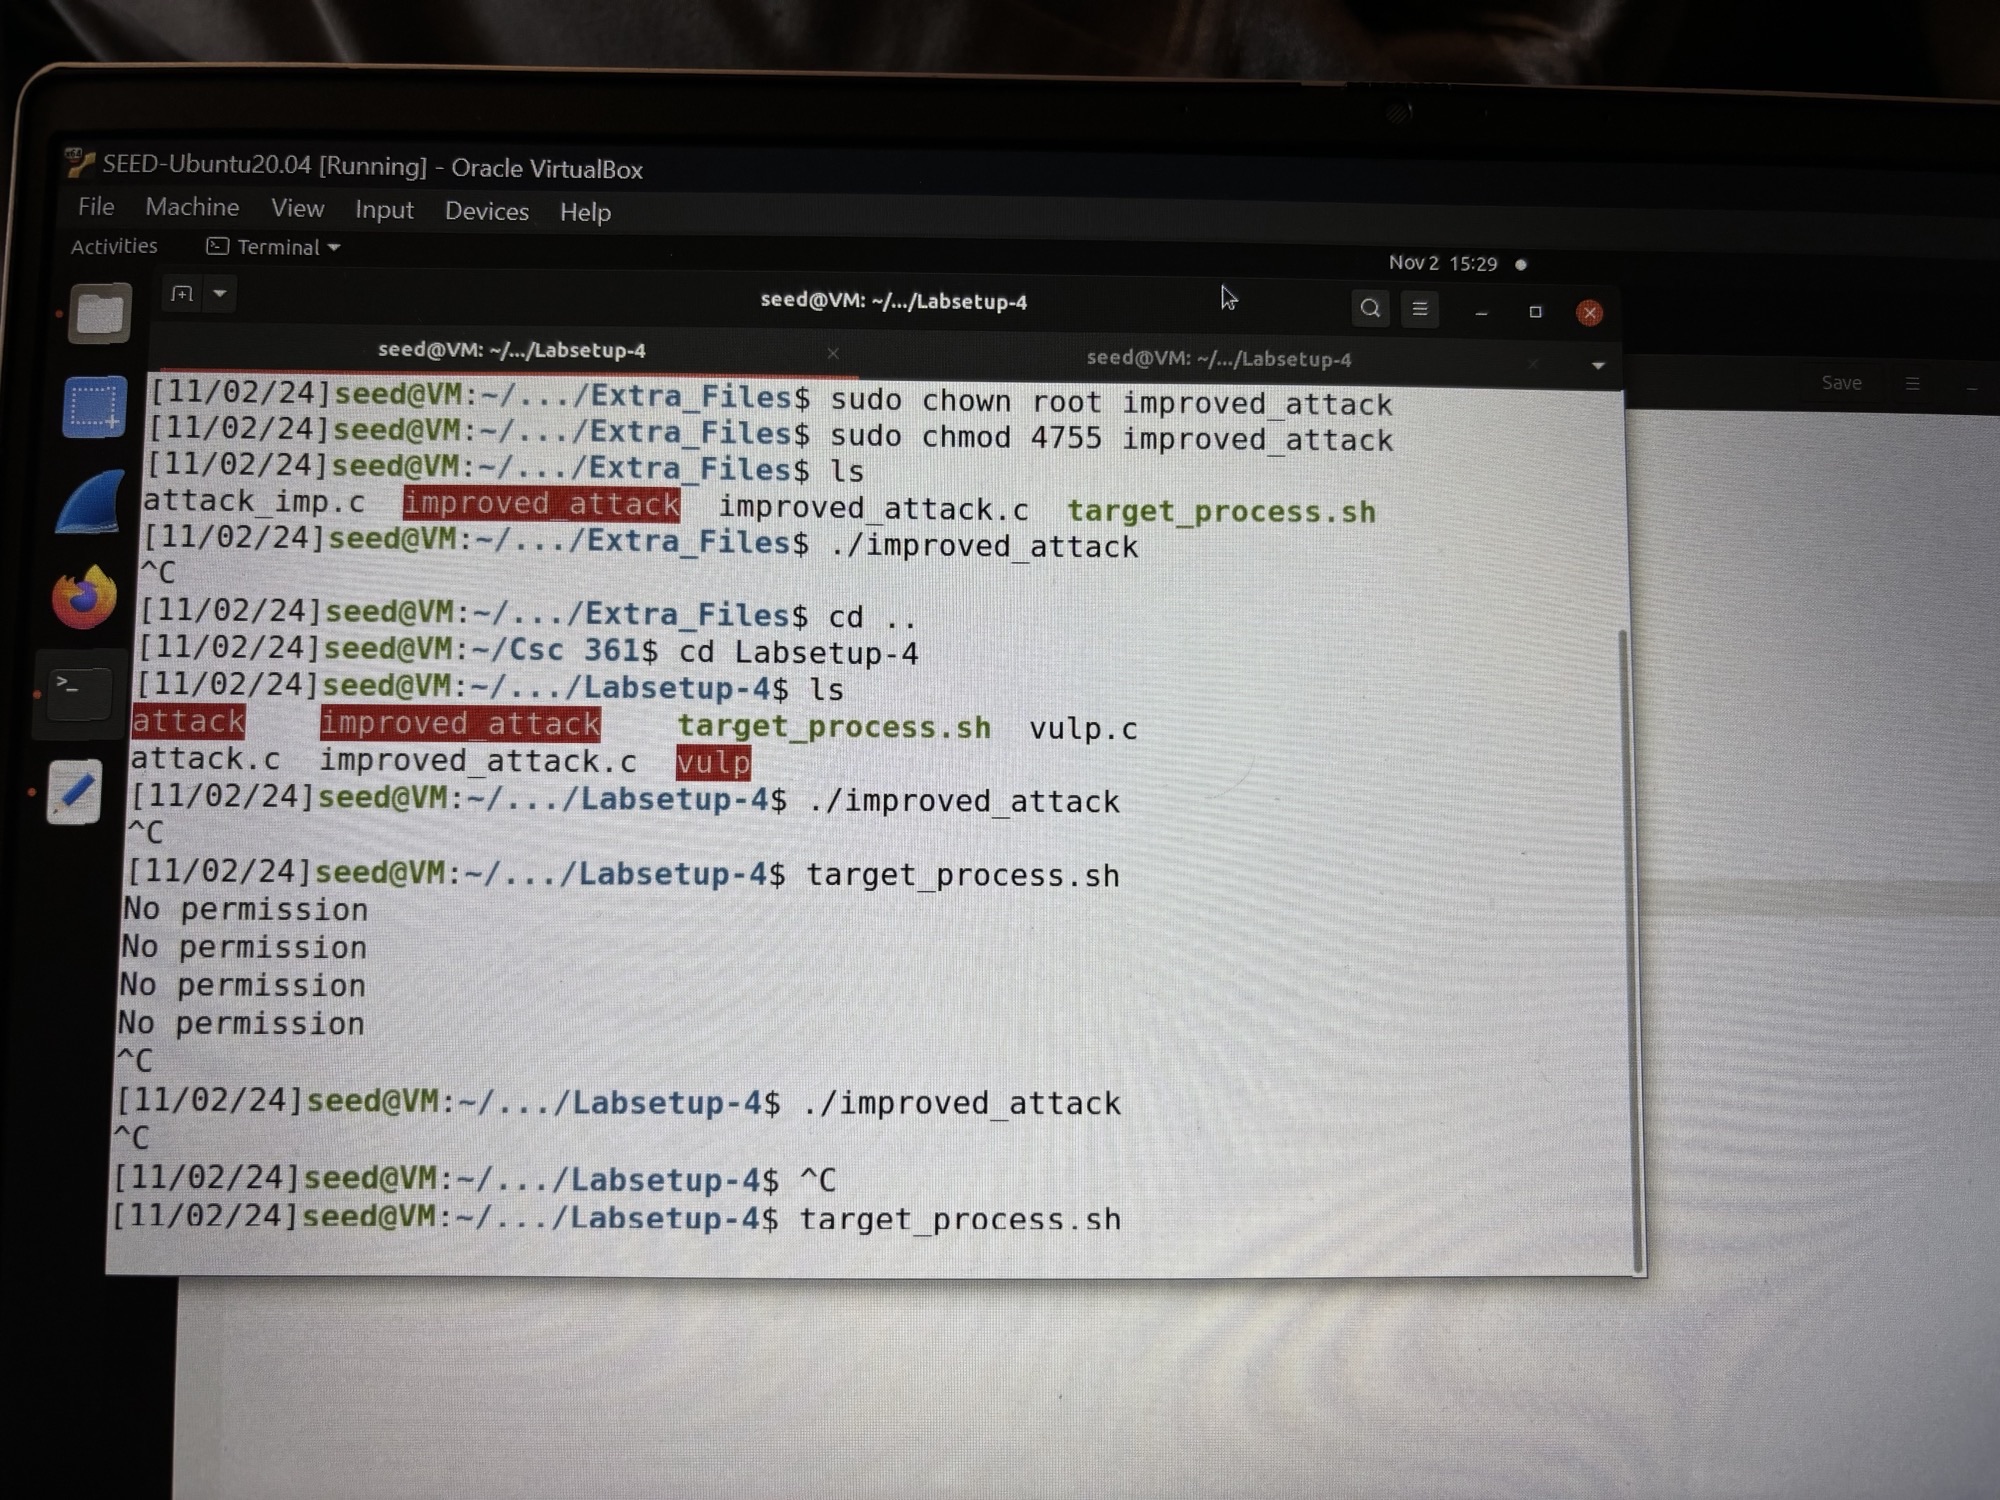 SEED-Ubuntu20.04 [Running] - Oracle VirtualBox
File Machine View Input Devices Help
Activities Terminal
Nov 2 15:29
seed@VM: ~/.../Labsetup-4
seed@VM: ~/.../Labsetup-4
seed@VM: ~/.../Labsetup-4
Save
[11/02/24]seed@VM:~/.../Extra_Files$ sudo chown root improved_attack
[11/02/24]seed@VM:~/.../Extra_Files$ sudo chmod 4755 improved_attack
[11/02/24]seed@VM:~/.../Extra_Files$ ls
attack_imp.c improved_attack improved_attack.c target_process.sh
[11/02/24]seed@VM:~/.../Extra_Files$ ./improved_attack
^C
[11/02/24]seed@VM:~/.../Extra_Files$ cd ..
[11/02/24]seed@VM:~/Csc 361$ cd Labsetup-4
[11/02/24]seed@VM:~/.../Labsetup-4$ ls
attack improved_attack target_process.sh vulp.c
attack.c improved_attack.c vulp
[11/02/24]seed@VM:~/.../Labsetup-4$ ./improved_attack
^C
[11/02/24]seed@VM:~/.../Labsetup-4$ target_process.sh
No permission
No permission
No permission
No permission
^C
[11/02/24]seed@VM:~/.../Labsetup-4$ ./improved_attack
^C
[11/02/24]seed@VM:~/.../Labsetup-4$ ^C
[11/02/24]seed@VM:~/.../Labsetup-4$ target_process.sh